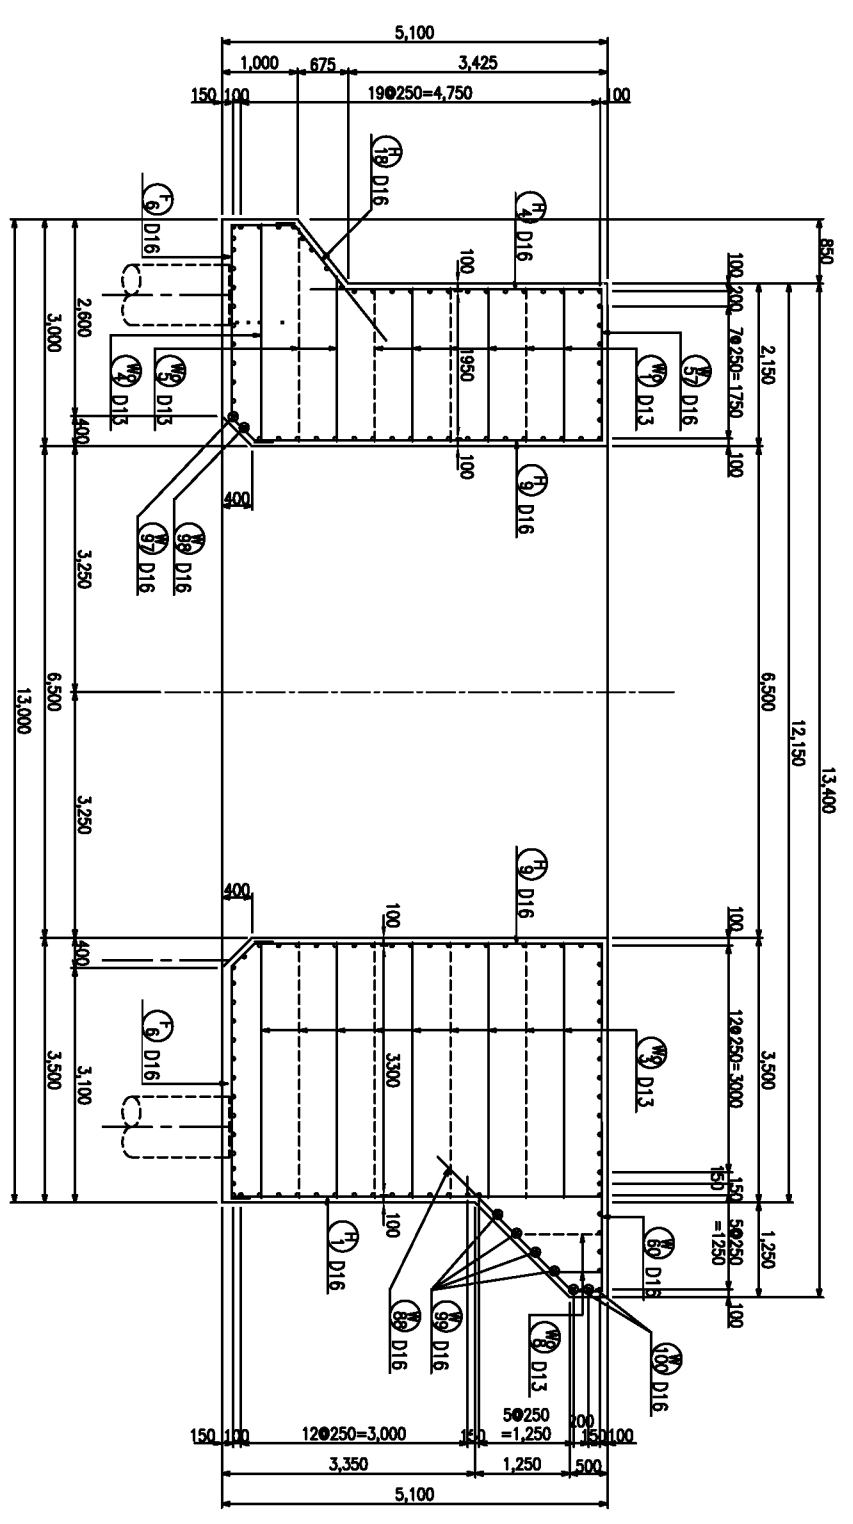 5,100
1,000 675 3,425
150 100 19@250=4,750 100
H 18 D16
F 6 D16
H 4 D16
850
100 200 7@250=1750 100
2,150
2,600
3,000
400
100
1950
100
W0 4 D13
W0 5 D13
W0 1 D13
W 57 D16
400
H 9 D16
W 97 D16
W 98 D16
3,250
6,500
13,000
6,500
12,150
13,400
3,250
H 9 D16
400
400
100
100
F 6 D16
3,500
3,100
3300
W0 3 D13
12@250=3000
3,500
150
150
5@250
=1250
1,250
100
100
H 1 D16
W 60 D16
W 88 D16
W 99 D16
W0 8 D13
W 100 D16
5@250
200
150 100 12@250=3,000 150 =1,250 150 100
3,350 1,250 500
5,100